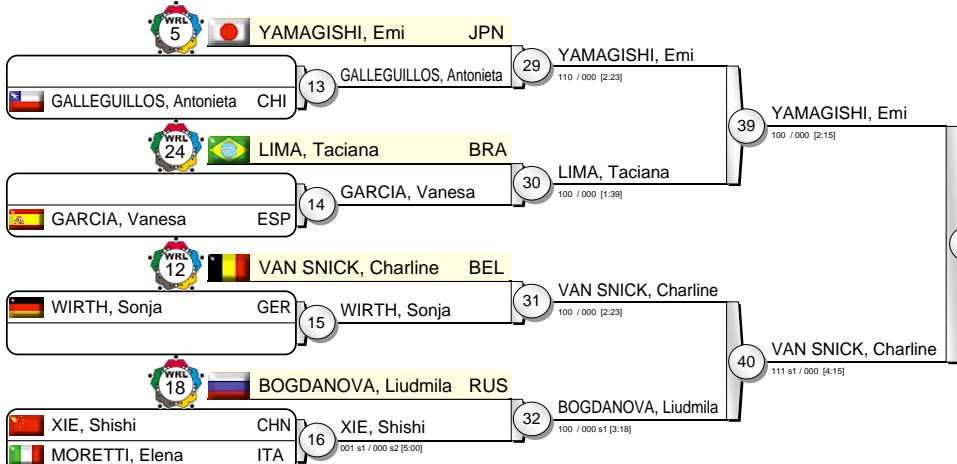 WRL 5 YAMAGISHI, Emi JPN
13 GALLEGUILLOS, Antonieta
GALLEGUILLOS, Antonieta CHI
29 YAMAGISHI, Emi
110 / 000 [2:23]
WRL 24 LIMA, Taciana BRA
14 GARCIA, Vanesa
GARCIA, Vanesa ESP
30 LIMA, Taciana
100 / 000 [1:39]
39 YAMAGISHI, Emi
100 / 000 [2:15]
WRL 12 VAN SNICK, Charline BEL
WIRTH, Sonja GER
15 WIRTH, Sonja
31 VAN SNICK, Charline
100 / 000 [2:23]
WRL 18 BOGDANOVA, Liudmila RUS
XIE, Shishi CHN
MORETTI, Elena ITA
16 XIE, Shishi
001 s1 / 000 s2 [5:00]
32 BOGDANOVA, Liudmila
100 / 000 s1 [3:18]
40 VAN SNICK, Charline
111 s1 / 000 [4:15]